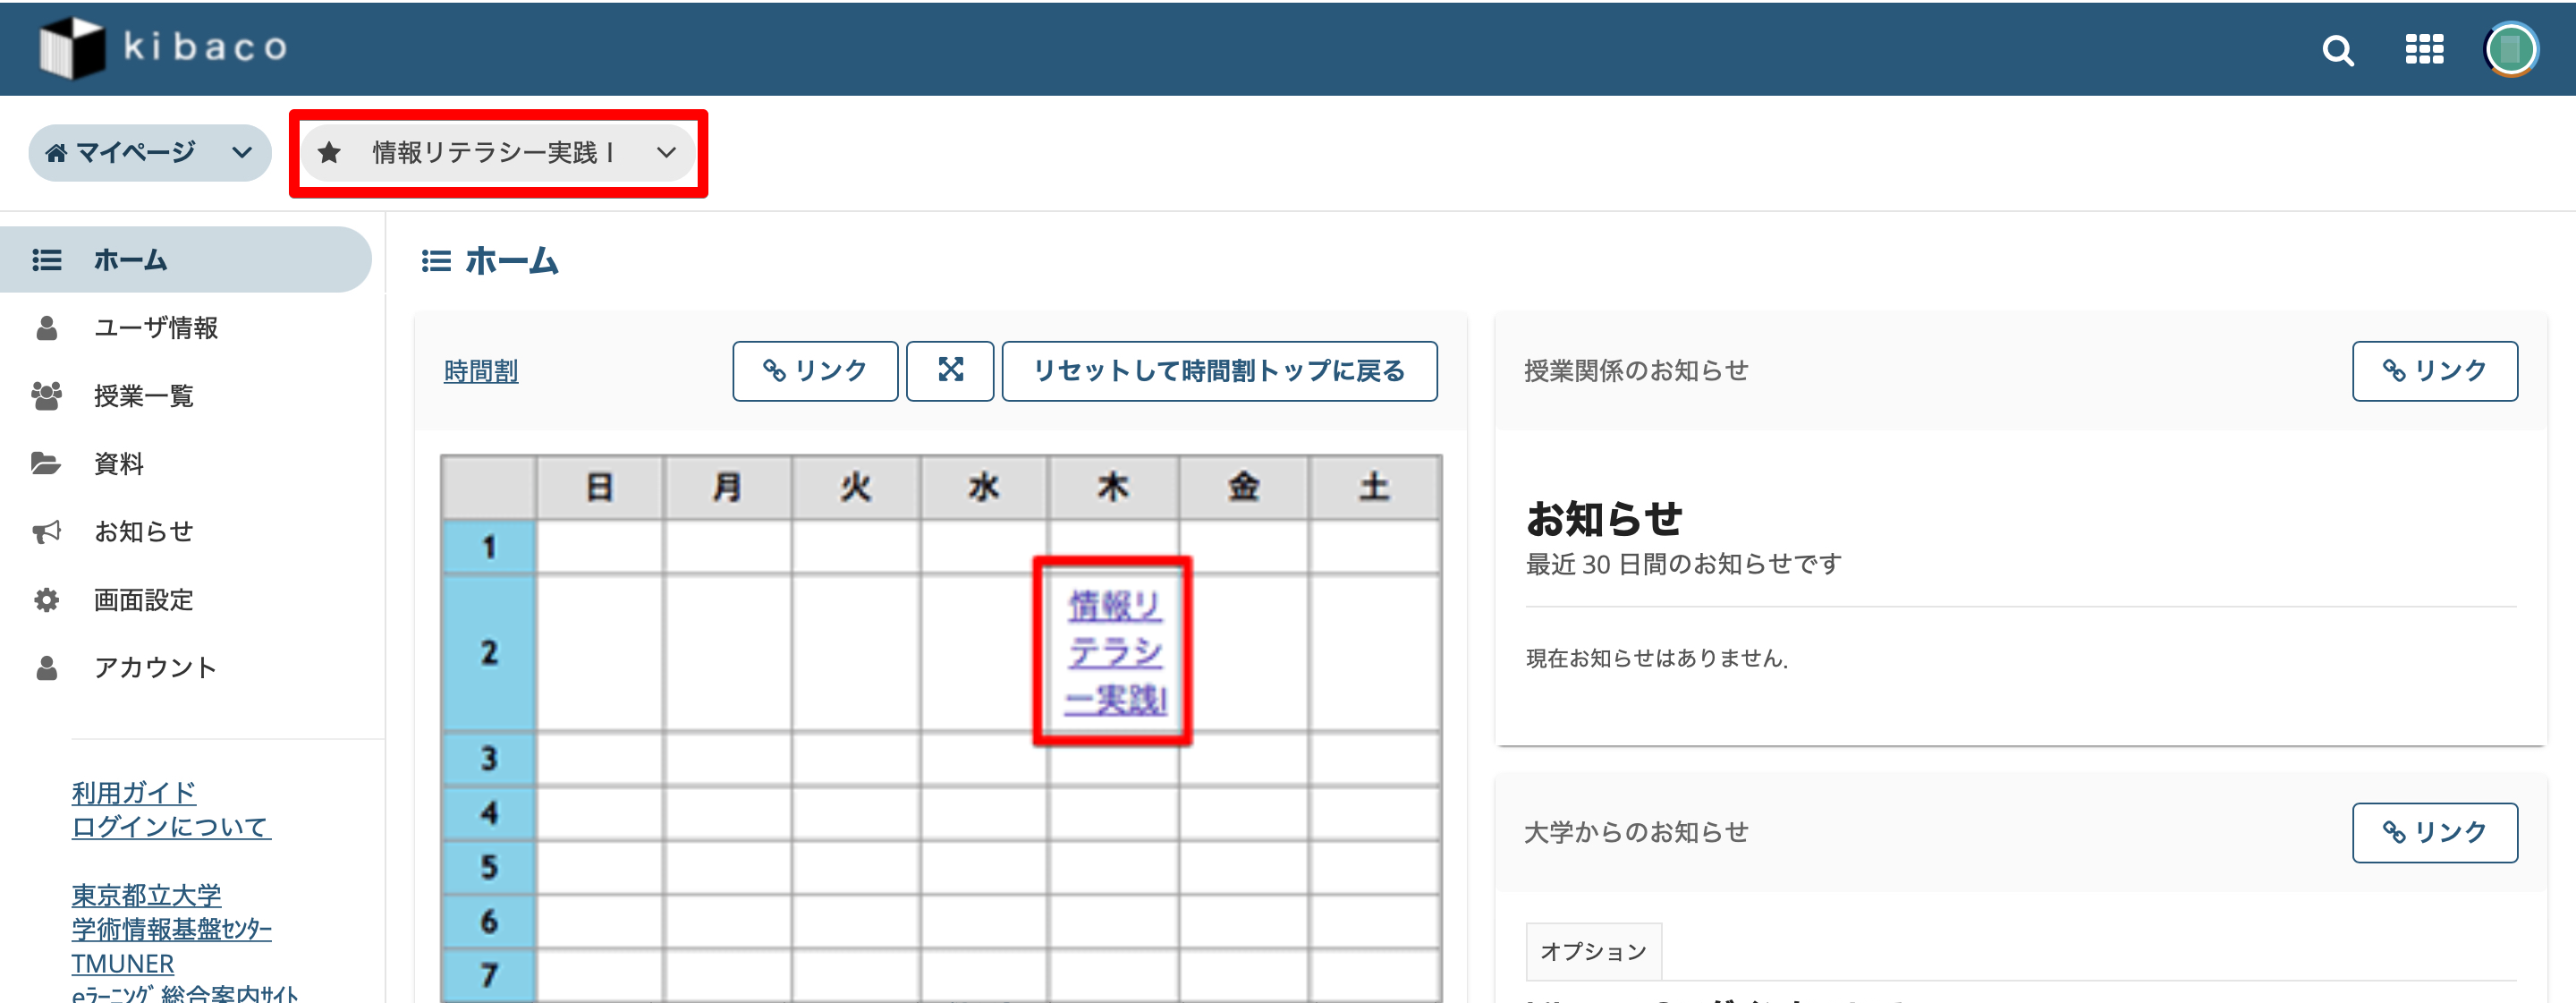 kibaco
マイページ
情報リテラシー実践 I
ホーム
ユーザ情報
授業一覧
資料
お知らせ
画面設定
アカウント
利用ガイド
ログインについて
東京都立大学
学術情報基盤ｾﾝﾀｰ
TMUNER
eﾗｰﾆﾝｸﾞ総合案内ｻｲﾄ
ホーム
時間割
リンク
リセットして時間割トップに戻る
日 月 火 水 木 金 土
1
2
情報リ
テラシ
ー実践I
3
4
5
6
7
授業関係のお知らせ
リンク
お知らせ
最近 30 日間のお知らせです
現在お知らせはありません.
大学からのお知らせ
リンク
オプション